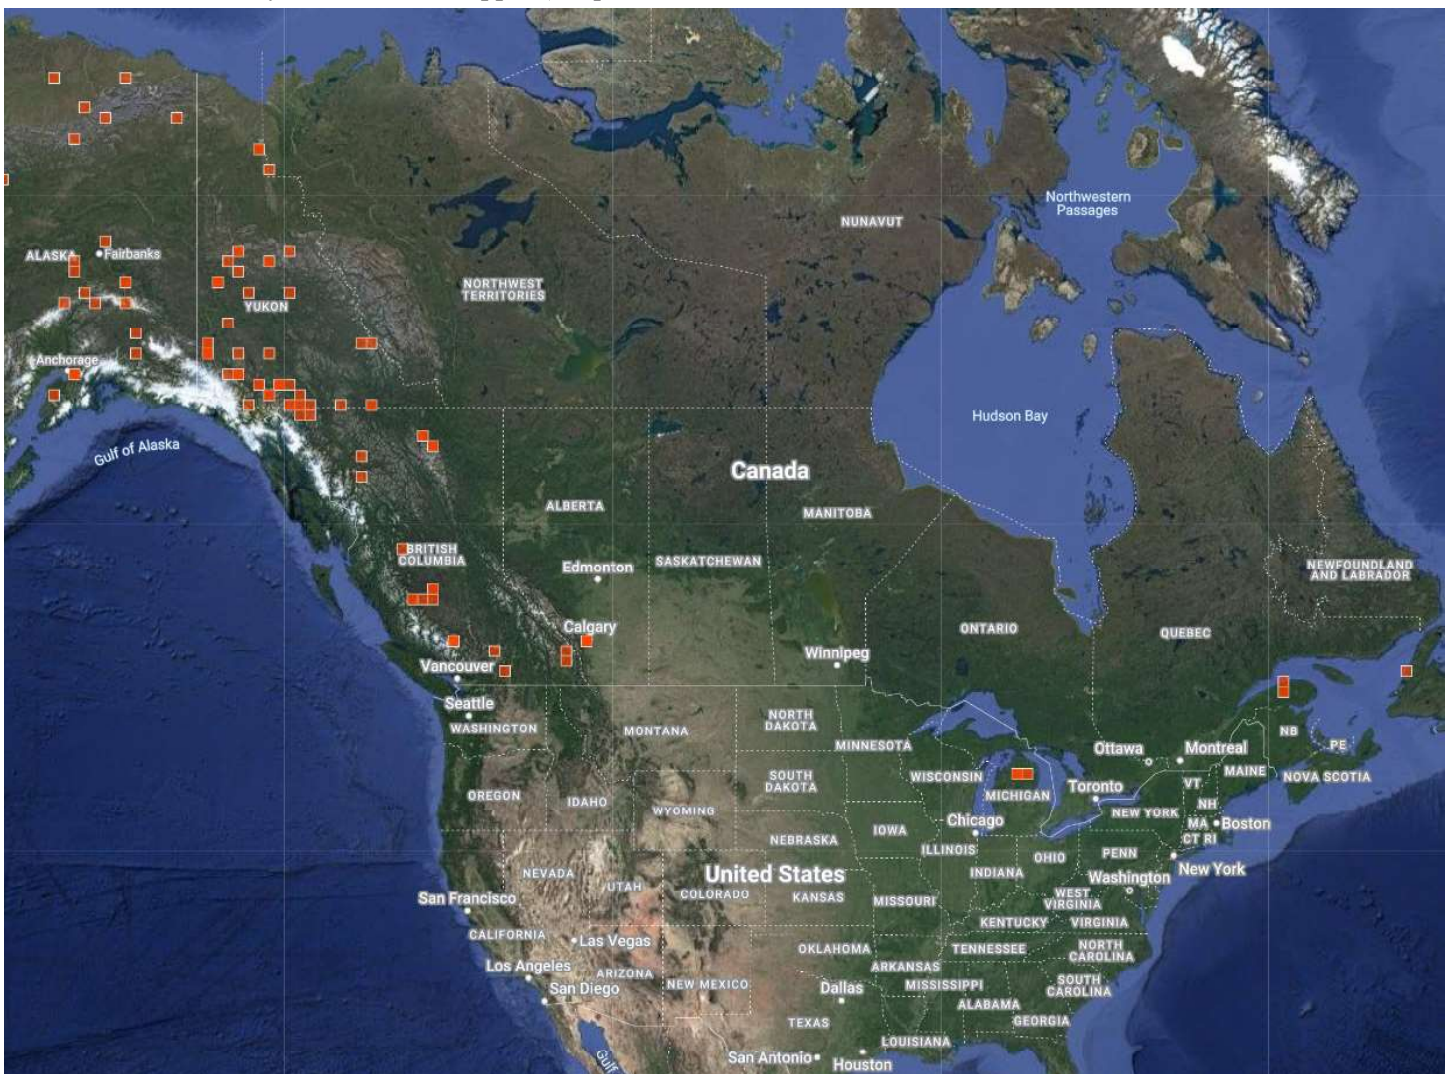 Northwestern
Passages
NUNAVUT
ALASKA
Fairbanks
NORTHWEST
TERRITORIES
YUKON
Anchorage
Hudson Bay
Gulf of Alaska
Canada
ALBERTA
MANITOBA
BRITISH
COLUMBIA
SASKATCHEWAN
Edmonton
NEWFOUNDLAND
AND LABRADOR
Calgary
ONTARIO
QUEBEC
Winnipeg
Vancouver
Seattle
WASHINGTON
MONTANA
NORTH
DAKOTA
MINNESOTA
Ottawa
Montreal
NB
PE
NOVA SCOTIA
MAINE
OREGON
IDAHO
WYOMING
SOUTH
DAKOTA
WISCONSIN
MICHIGAN
Toronto
VT
NH
NEW YORK
MA
Boston
CT RI
Chicago
IOWA
NEBRASKA
ILLINOIS
INDIANA
OHIO
PENN
New York
Washington
NEVADA
UTAH
COLORADO
United States
KANSAS
MISSOURI
WEST
VIRGINIA
KENTUCKY
VIRGINIA
San Francisco
CALIFORNIA
Las Vegas
OKLAHOMA
TENNESSEE
NORTH
CAROLINA
Los Angeles
ARIZONA
NEW MEXICO
ARKANSAS
MISSISSIPPI
SOUTH
CAROLINA
San Diego
Dallas
ALABAMA
GEORGIA
TEXAS
LOUISIANA
San Antonio
Houston
Gulf